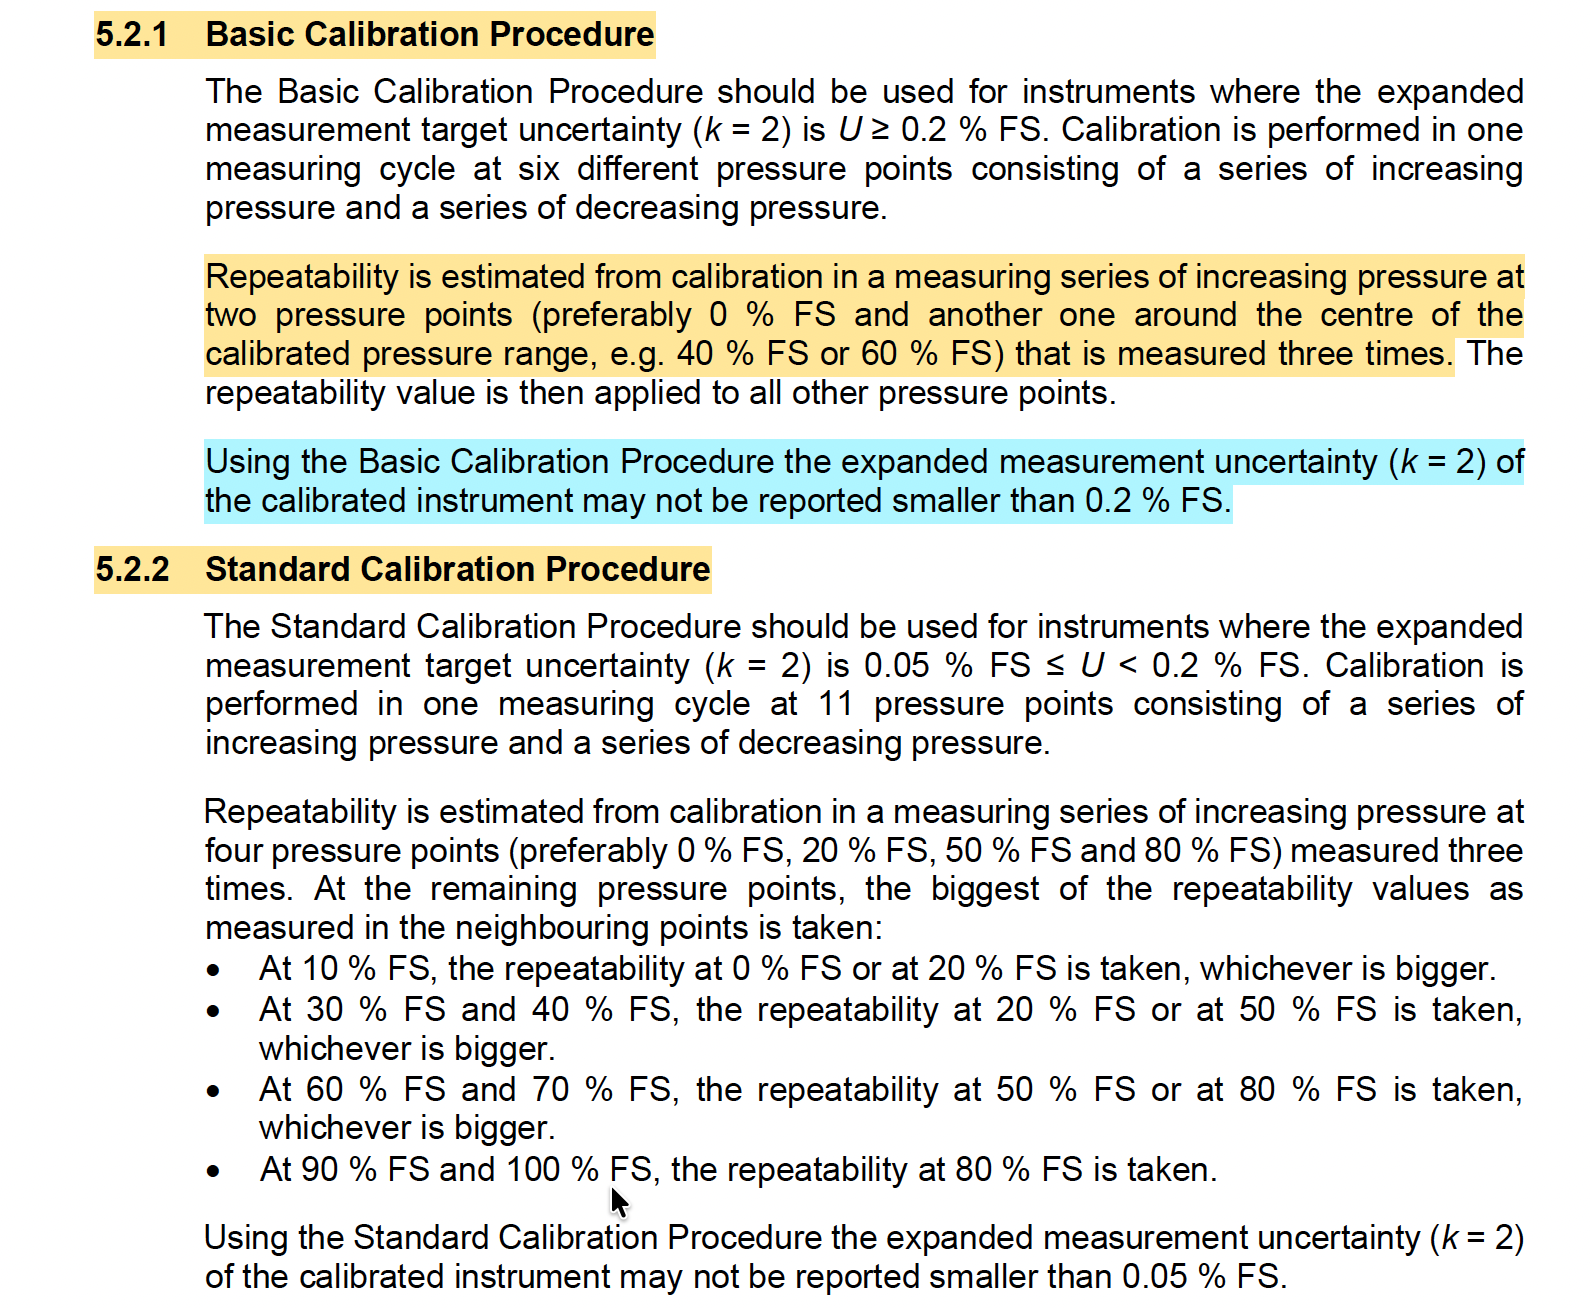 5.2.1 Basic Calibration Procedure
The Basic Calibration Procedure should be used for instruments where the expanded
measurement target uncertainty (k = 2) is U ≥ 0.2 % FS. Calibration is performed in one
measuring cycle at six different pressure points consisting of a series of increasing
pressure and a series of decreasing pressure.
Repeatability is estimated from calibration in a measuring series of increasing pressure at
two pressure points (preferably 0 % FS and another one around the centre of the
calibrated pressure range, e.g. 40 % FS or 60 % FS) that is measured three times. The
repeatability value is then applied to all other pressure points.
Using the Basic Calibration Procedure the expanded measurement uncertainty (k = 2) of
the calibrated instrument may not be reported smaller than 0.2 % FS.
5.2.2 Standard Calibration Procedure
The Standard Calibration Procedure should be used for instruments where the expanded
measurement target uncertainty (k = 2) is 0.05 % FS ≤ U < 0.2 % FS. Calibration is
performed in one measuring cycle at 11 pressure points consisting of a series of
increasing pressure and a series of decreasing pressure.
Repeatability is estimated from calibration in a measuring series of increasing pressure at
four pressure points (preferably 0 % FS, 20 % FS, 50 % FS and 80 % FS) measured three
times. At the remaining pressure points, the biggest of the repeatability values as
measured in the neighbouring points is taken:
• At 10 % FS, the repeatability at 0 % FS or at 20 % FS is taken, whichever is bigger.
• At 30 % FS and 40 % FS, the repeatability at 20 % FS or at 50 % FS is taken,
whichever is bigger.
• At 60 % FS and 70 % FS, the repeatability at 50 % FS or at 80 % FS is taken,
whichever is bigger.
• At 90 % FS and 100 % FS, the repeatability at 80 % FS is taken.
Using the Standard Calibration Procedure the expanded measurement uncertainty (k = 2)
of the calibrated instrument may not be reported smaller than 0.05 % FS.